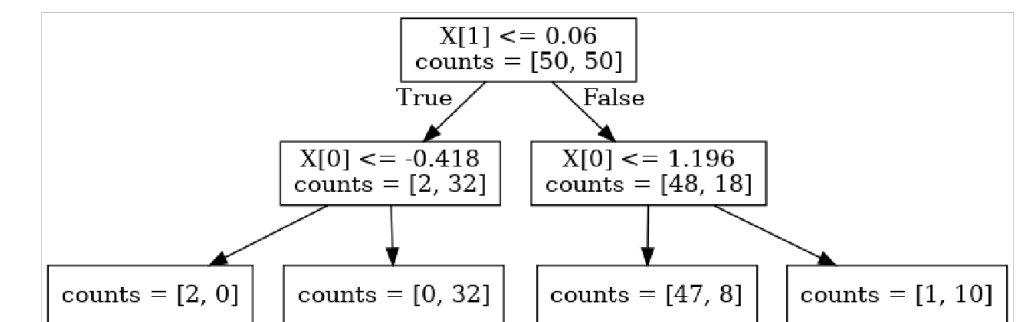 X[1] <= 0.06
counts = [50, 50]
True
False
X[0] <= -0.418
counts = [2, 32]
X[0] <= 1.196
counts = [48, 18]
counts = [2, 0]
counts = [0, 32]
counts = [47, 8]
counts = [1, 10]